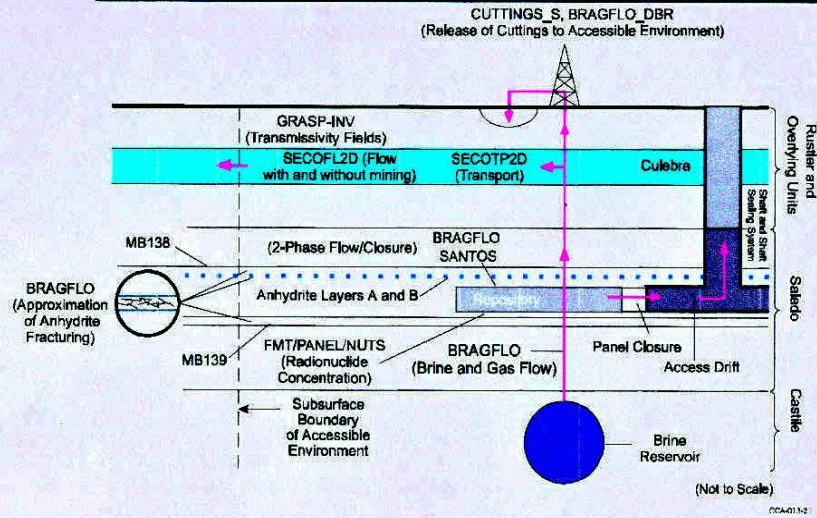 CUTTINGS_S, BRAGFLO_DBR
(Release of Cuttings to Accessible Environment)
GRASP-INV
(Transmissivity Fields)
SECOFL2D (Flow
with and without mining)
SECOTP2D
(Transport)
Culebra
Rustler and
Overlying Units
Shaft and Shaft
Sealing System
MB138
(2-Phase Flow/Closure)
BRAGFLO
SANTOS
BRAGFLO
(Approximation
of Anhydrite
Fracturing)
Anhydrite Layers A and B
Repository
Salado
MB139
FMT/PANEL/NUTS
(Radionuclide
Concentration)
BRAGFLO
(Brine and Gas Flow)
Panel Closure
Access Drift
Castile
Subsurface
Boundary
of Accessible
Environment
Brine
Reservoir
(Not to Scale)